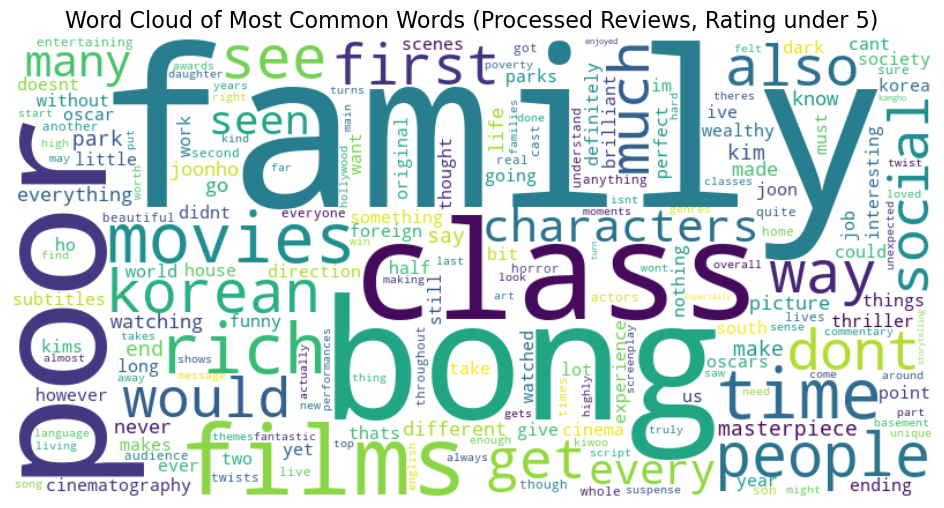 Word Cloud of Most Common Words (Processed Reviews, Rating under 5)
entertaining
many
doesnt
daughter
awards
see
first
scenes
got
poverty
enjoyed
felt
dark
cant
society
sure
korea
kangho
without
oscar
years
right
turns
kind
seen
family
parks
done
definitely
much
im
theres
hard
also
start
another
high
may
put
park
work
second
main
hollywood
original
life
families
cast
understand
brilliant
perfect
ive
know
must
twist
loved
little
worth
joonho
go
far
want
thought
going
real
anything
wealthy
kim
made
classes
joon
interesting
unexpected
social
everything
poor
beautiful
didnt
everyone
something
isnt
moments
genres
quite
job
movies
foreign
say
characters
home
could
ho
find
win
bit
turn
wont
overall
way
world
house
direction
half
last
horror
look
nothing
class
making
still
art
actors
especially
picture
lives
things
subtitles
korean
watching
funny
south
sense
thriller
commentary
storytelling
kims
almost
end
takes
rich
bong
experience
screenplay
make
dont
long
away
shows
message
actually
performances
thing
throughout
take
watched
lot
oscars
saw
come
around
however
would
new
gets
times
highly
us
time
need
point
never
thats
different
give
cinema
truly
masterpiece
part
basement
unique
language
living
makes
themes
fantastic
yet
enough
kiwoo
people
audience
ever
two
top
english
always
script
every
song
films
twists
live
though
get
year
ending
cinematography
whole
suspense
son
might